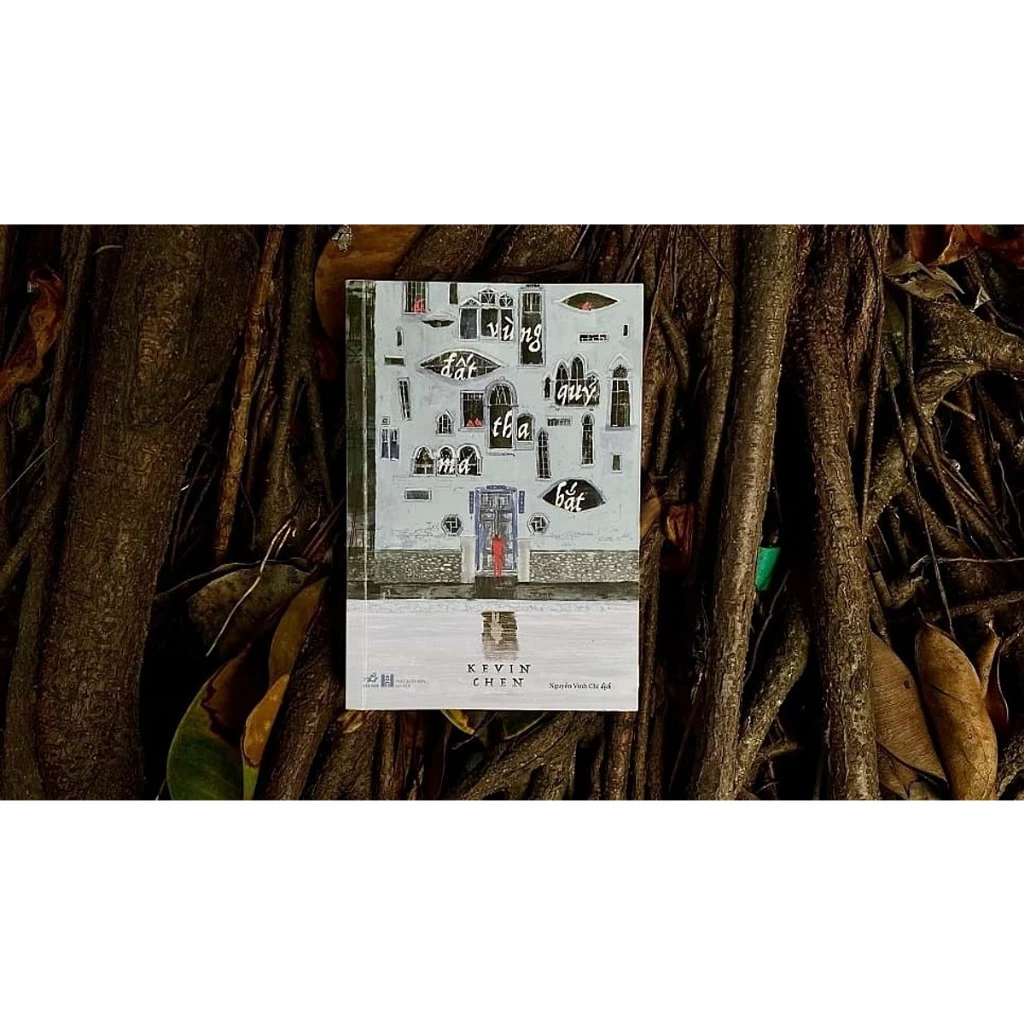 vùng
đất
quỷ
tha
ma
bắt
KEVIN
CHEN
Nguyễn Vinh Chi dịch